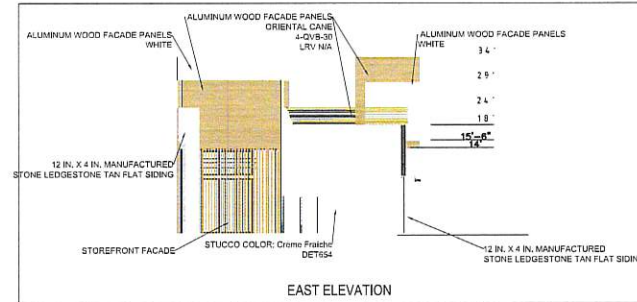 ALUMINUM WOOD FACADE PANELS
ORIENTAL CANE
4-QVB-30
LRV N/A
ALUMINUM WOOD FACADE PANELS
WHITE
ALUMINUM WOOD FACADE PANELS
WHITE
34'
29'
24'
18'
15'-6"
14'
12 IN. X 4 IN. MANUFACTURED
STONE LEDGESTONE TAN FLAT SIDING
STOREFRONT FACADE
STUCCO COLOR: Creme Fraiche
DET654
12 IN. X 4 IN. MANUFACTURED
STONE LEDGESTONE TAN FLAT SIDING
EAST ELEVATION